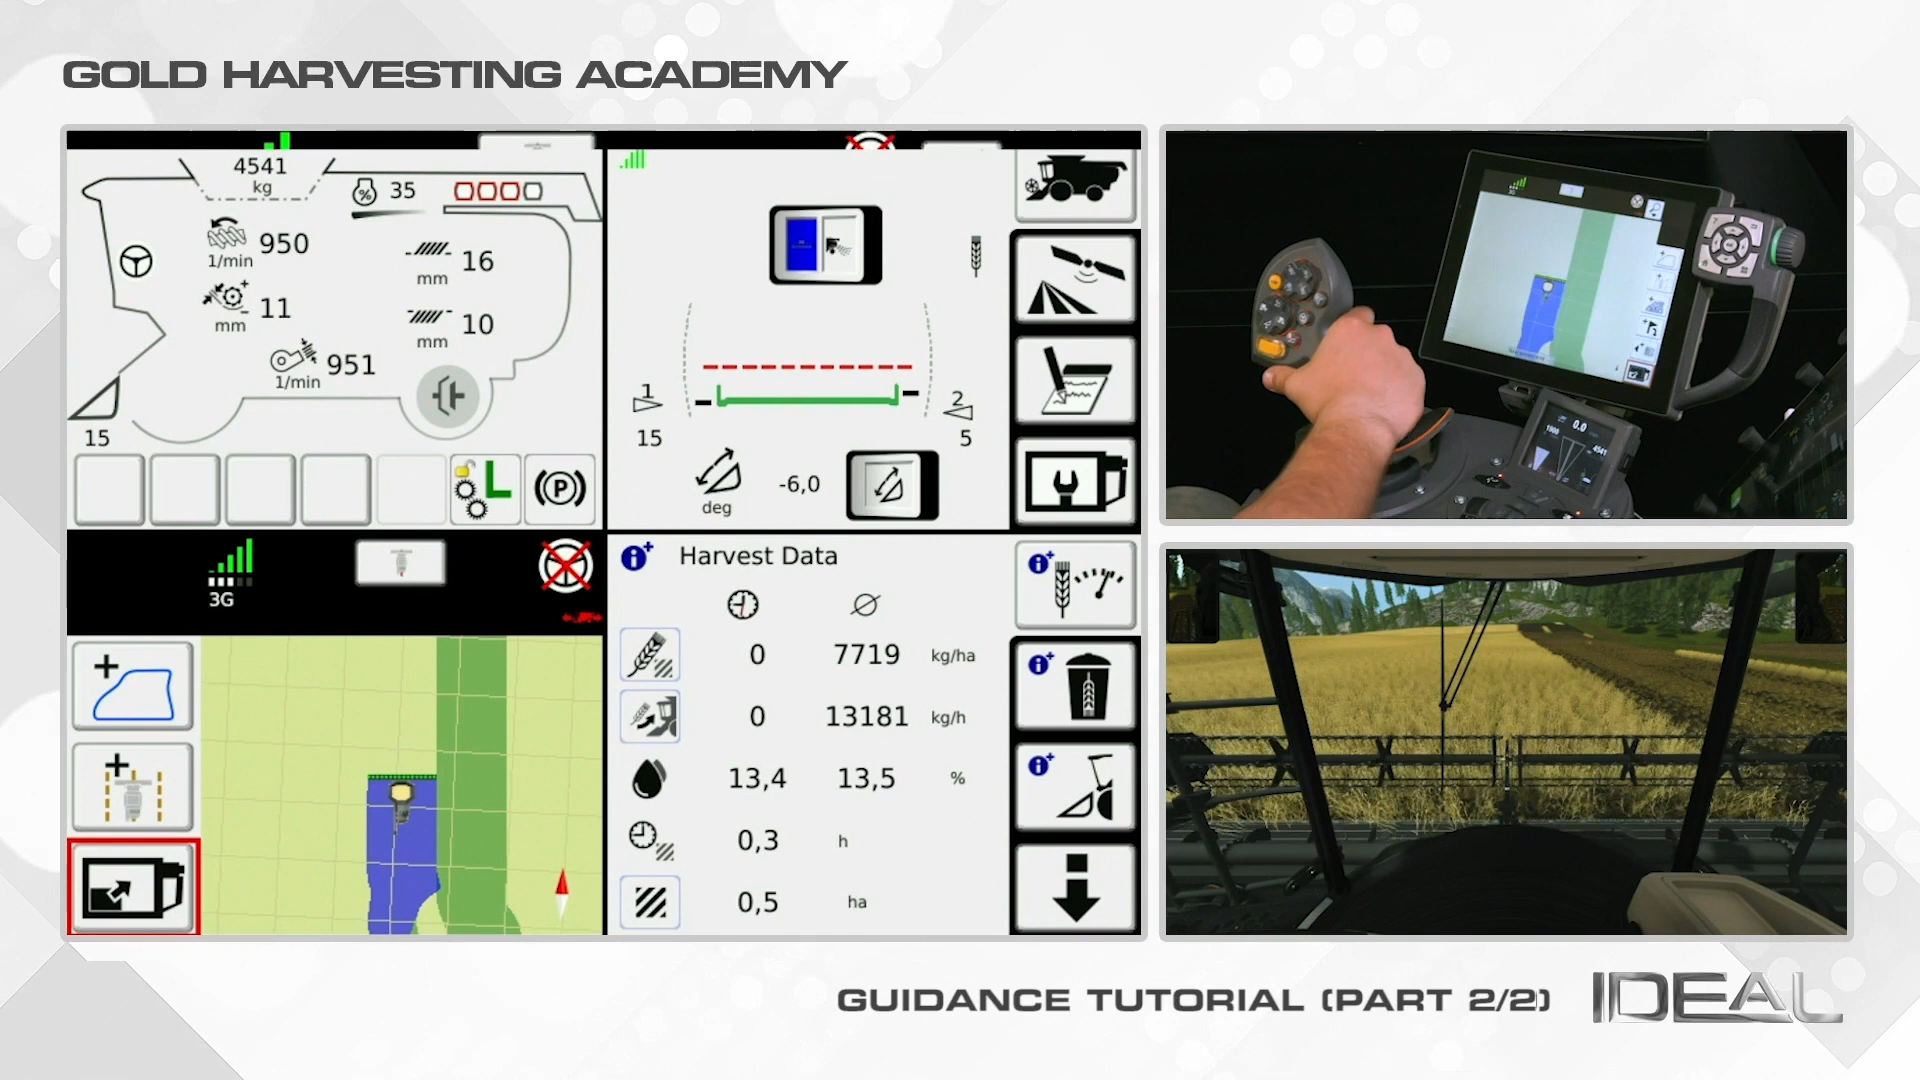 GOLD HARVESTING ACADEMY
4541
kg
% 35
1/min 950
mm 16
mm 11
mm 10
1/min 951
15
L
P
1
15
2
5
deg
-6,0
3G
Harvest Data
0 7719 kg/ha
0 13181 kg/h
13,4 13,5 %
0,3 h
0,5 ha
0.0
4541
GUIDANCE TUTORIAL (PART 2/2)
IDEAL